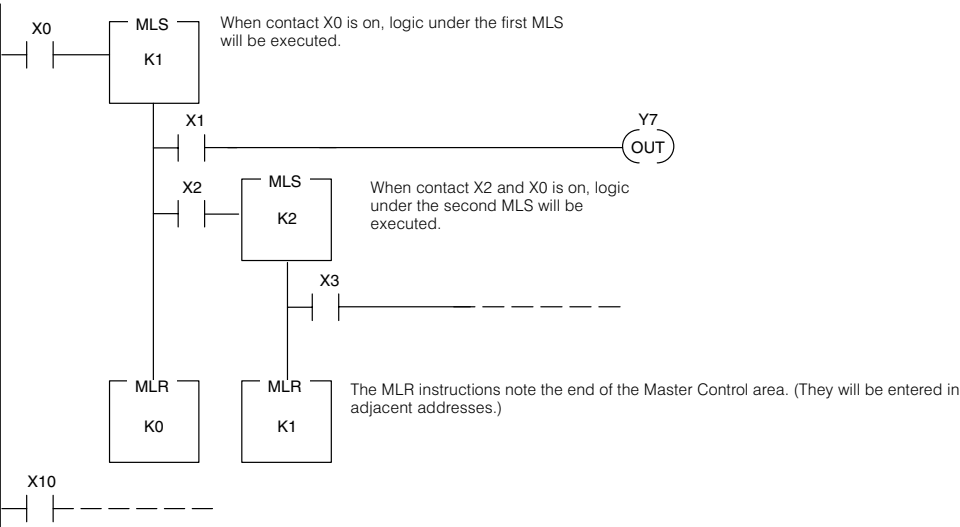 X0
MLS
K1
When contact X0 is on, logic under the first MLS
will be executed.
X1
Y7
OUT
X2
MLS
K2
When contact X2 and X0 is on, logic
under the second MLS will be
executed.
X3
MLR
K0
MLR
K1
The MLR instructions note the end of the Master Control area. (They will be entered in
adjacent addresses.)
X10